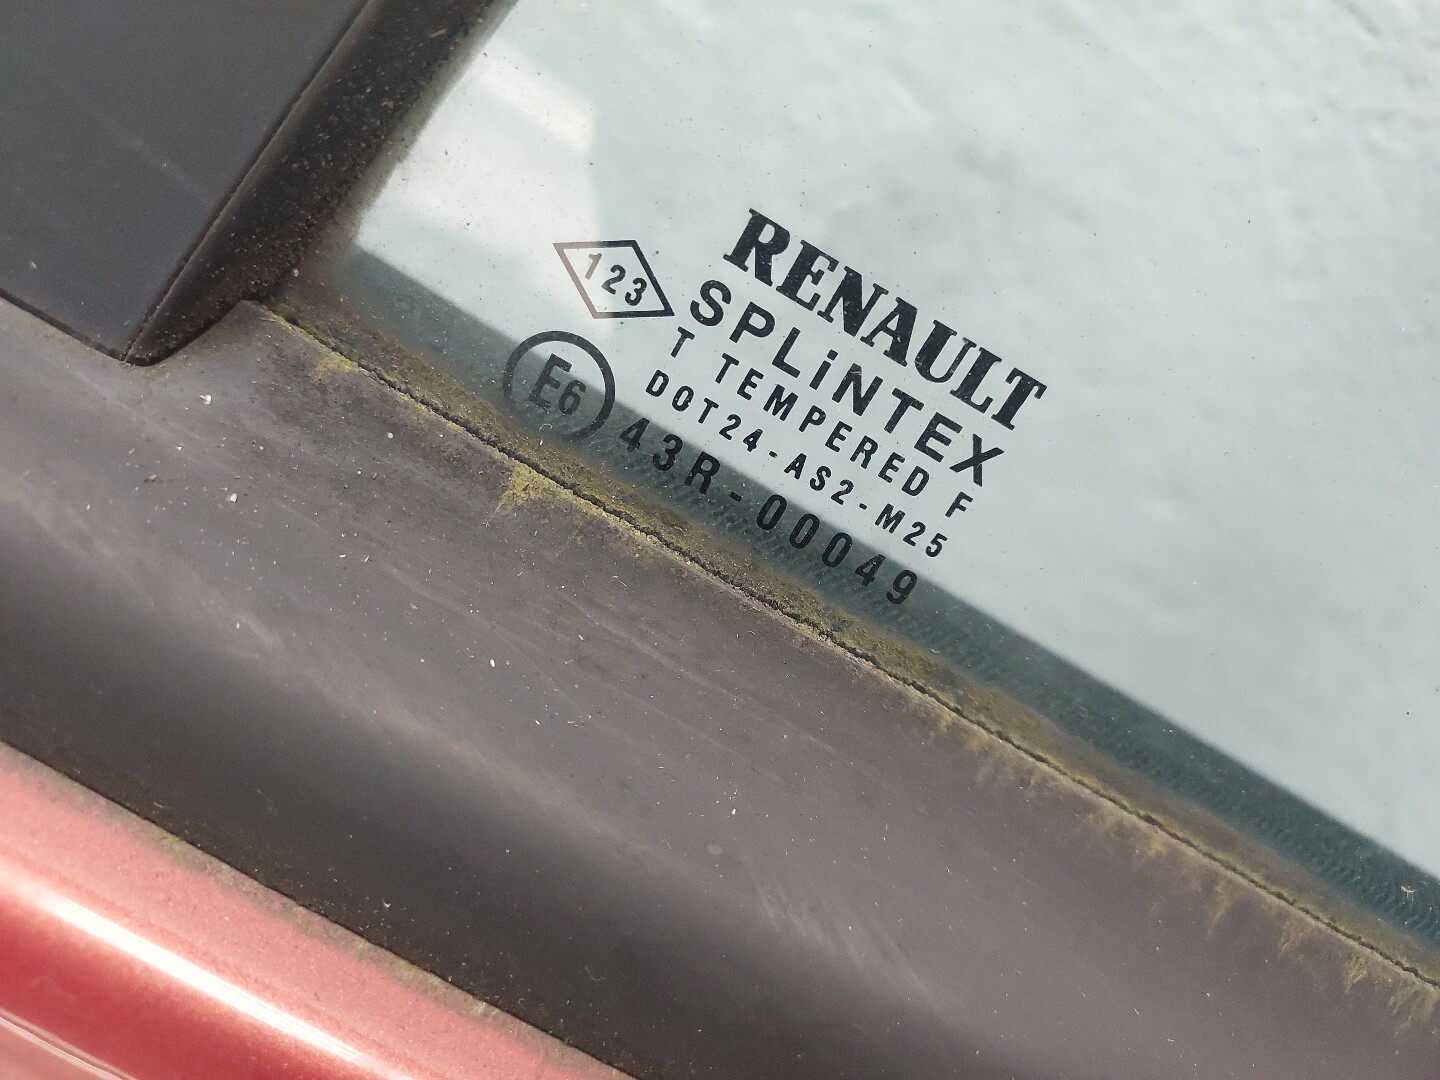 RENAULT
123
SPLiNTEX
T TEMPERED F
E6
DOT24-AS2-M25
43R-00049